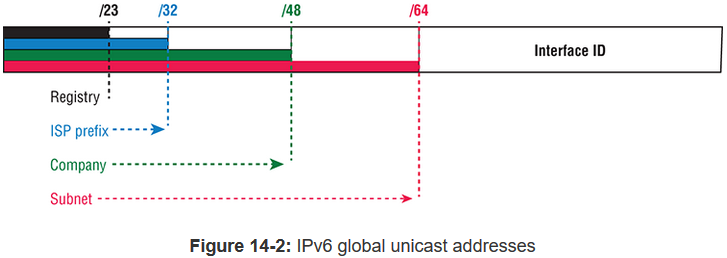 /23 /32 /48 /64
Interface ID
Registry
ISP prefix
Company
Subnet
Figure 14-2: IPv6 global unicast addresses